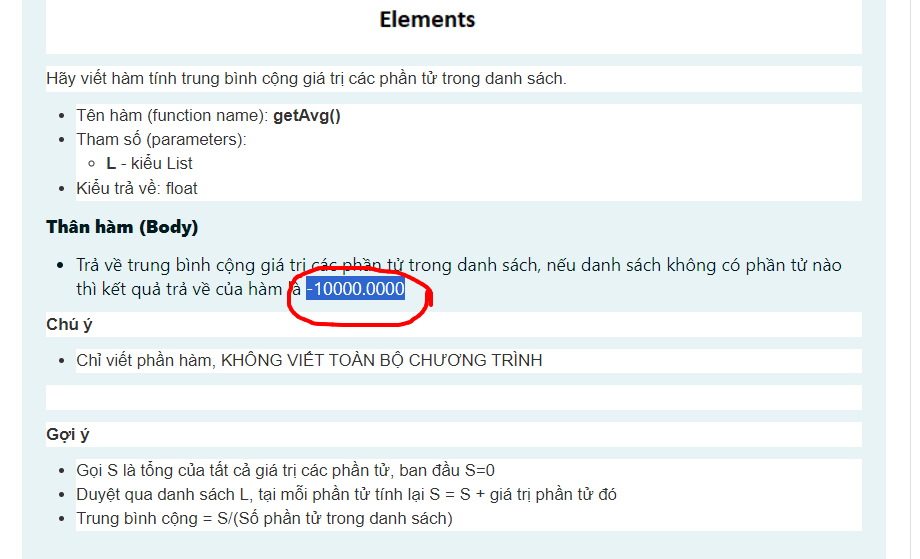 Elements
Hãy viết hàm tính trung bình cộng giá trị các phần tử trong danh sách.
Tên hàm (function name): getAvg()
Tham số (parameters):
L - kiểu List
Kiểu trả về: float
Thân hàm (Body)
Trả về trung bình cộng giá trị các phần tử trong danh sách, nếu danh sách không có phần tử nào
thì kết quả trả về của hàm là -10000.0000
Chú ý
Chỉ viết phần hàm, KHÔNG VIẾT TOÀN BỘ CHƯƠNG TRÌNH
Gợi ý
Gọi S là tổng của tất cả giá trị các phần tử, ban đầu S=0
Duyệt qua danh sách L, tại mỗi phần tử tính lại S = S + giá trị phần tử đó
Trung bình cộng = S/(Số phần tử trong danh sách)